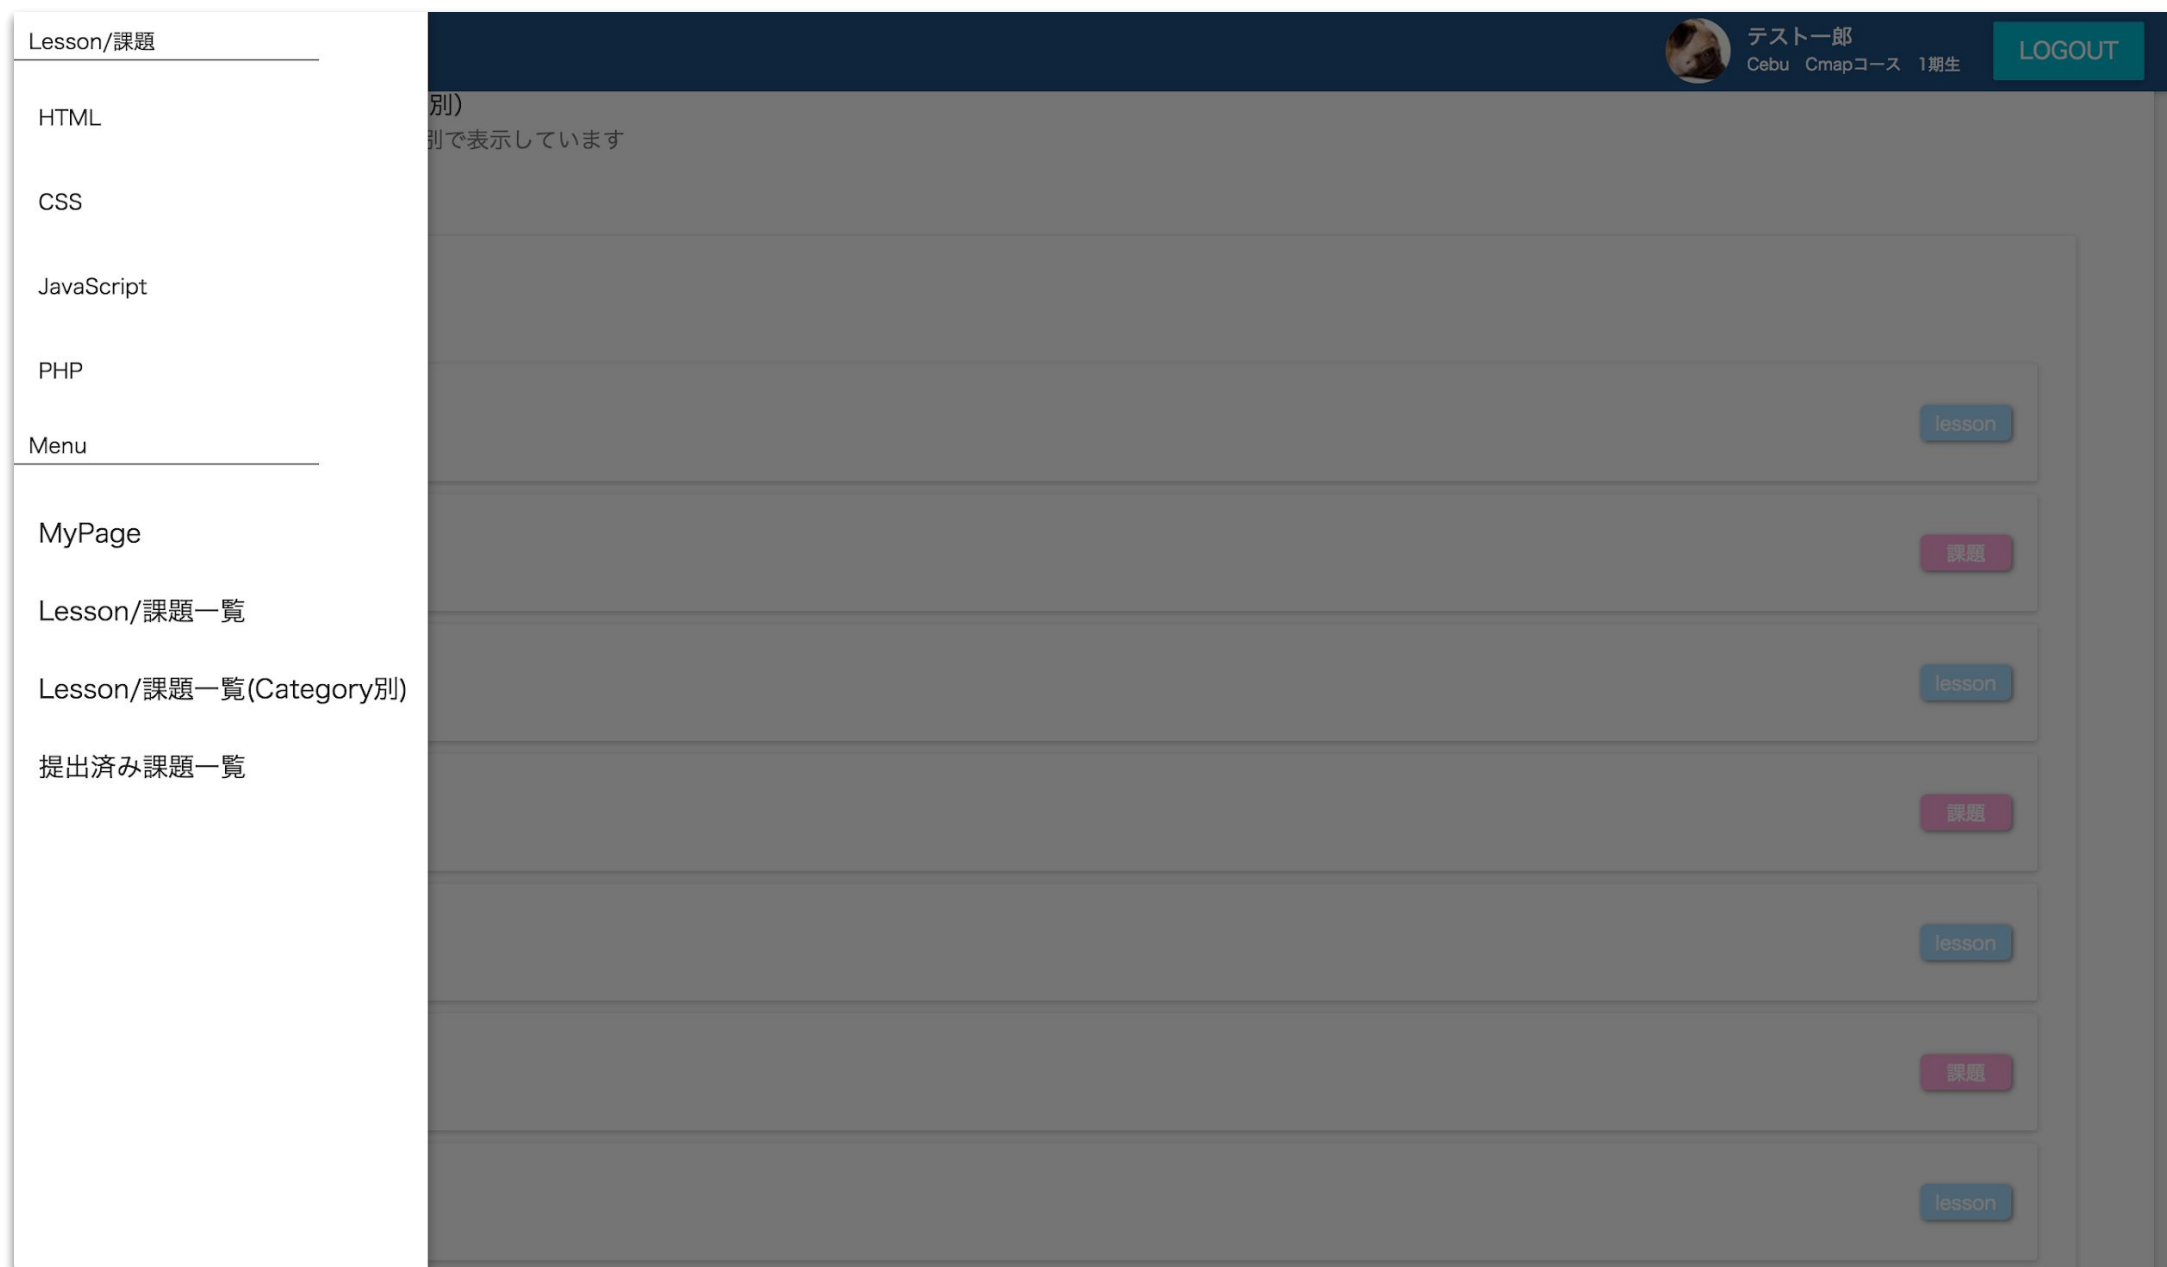 Lesson/課題
HTML
CSS
JavaScript
PHP
Menu
MyPage
Lesson/課題一覧
Lesson/課題一覧(Category別)
提出済み課題一覧
テスト一郎
Cebu Cmapコース 1期生
LOGOUT
別)
別で表示しています
lesson
課題
lesson
課題
lesson
課題
lesson